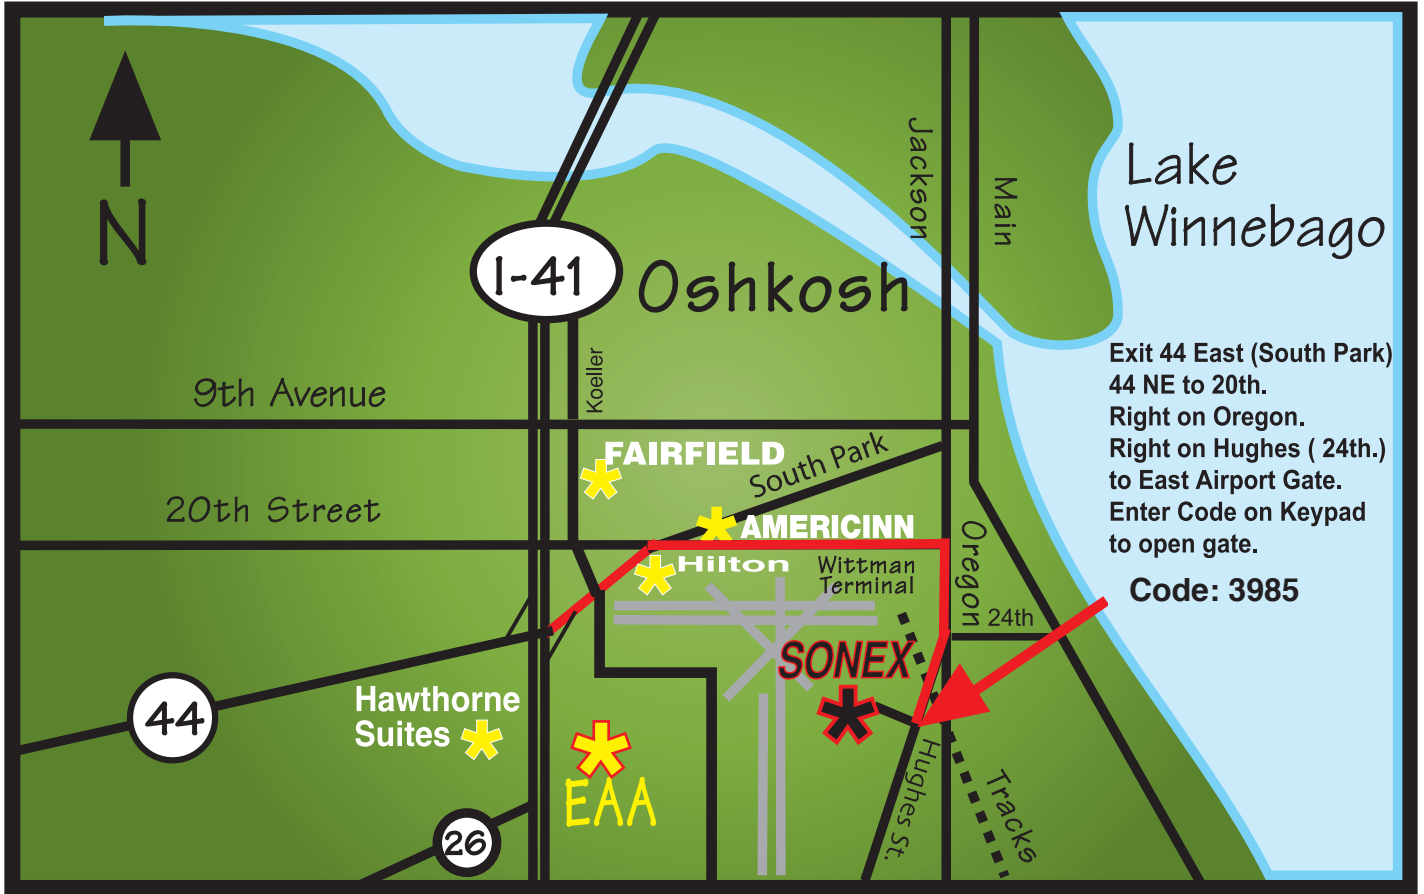 N
Jackson
Main
Lake
Winnebago
I-41
Oshkosh
Koeller
9th Avenue
Exit 44 East (South Park)
44 NE to 20th.
Right on Oregon.
Right on Hughes ( 24th.)
to East Airport Gate.
Enter Code on Keypad
to open gate.
Code: 3985
FAIRFIELD
South Park
20th Street
AMERICINN
Hilton
Wittman
Terminal
Oregon
24th
SONEX
44
Hawthorne
Suites
EAA
26
Hughes St.
Tracks